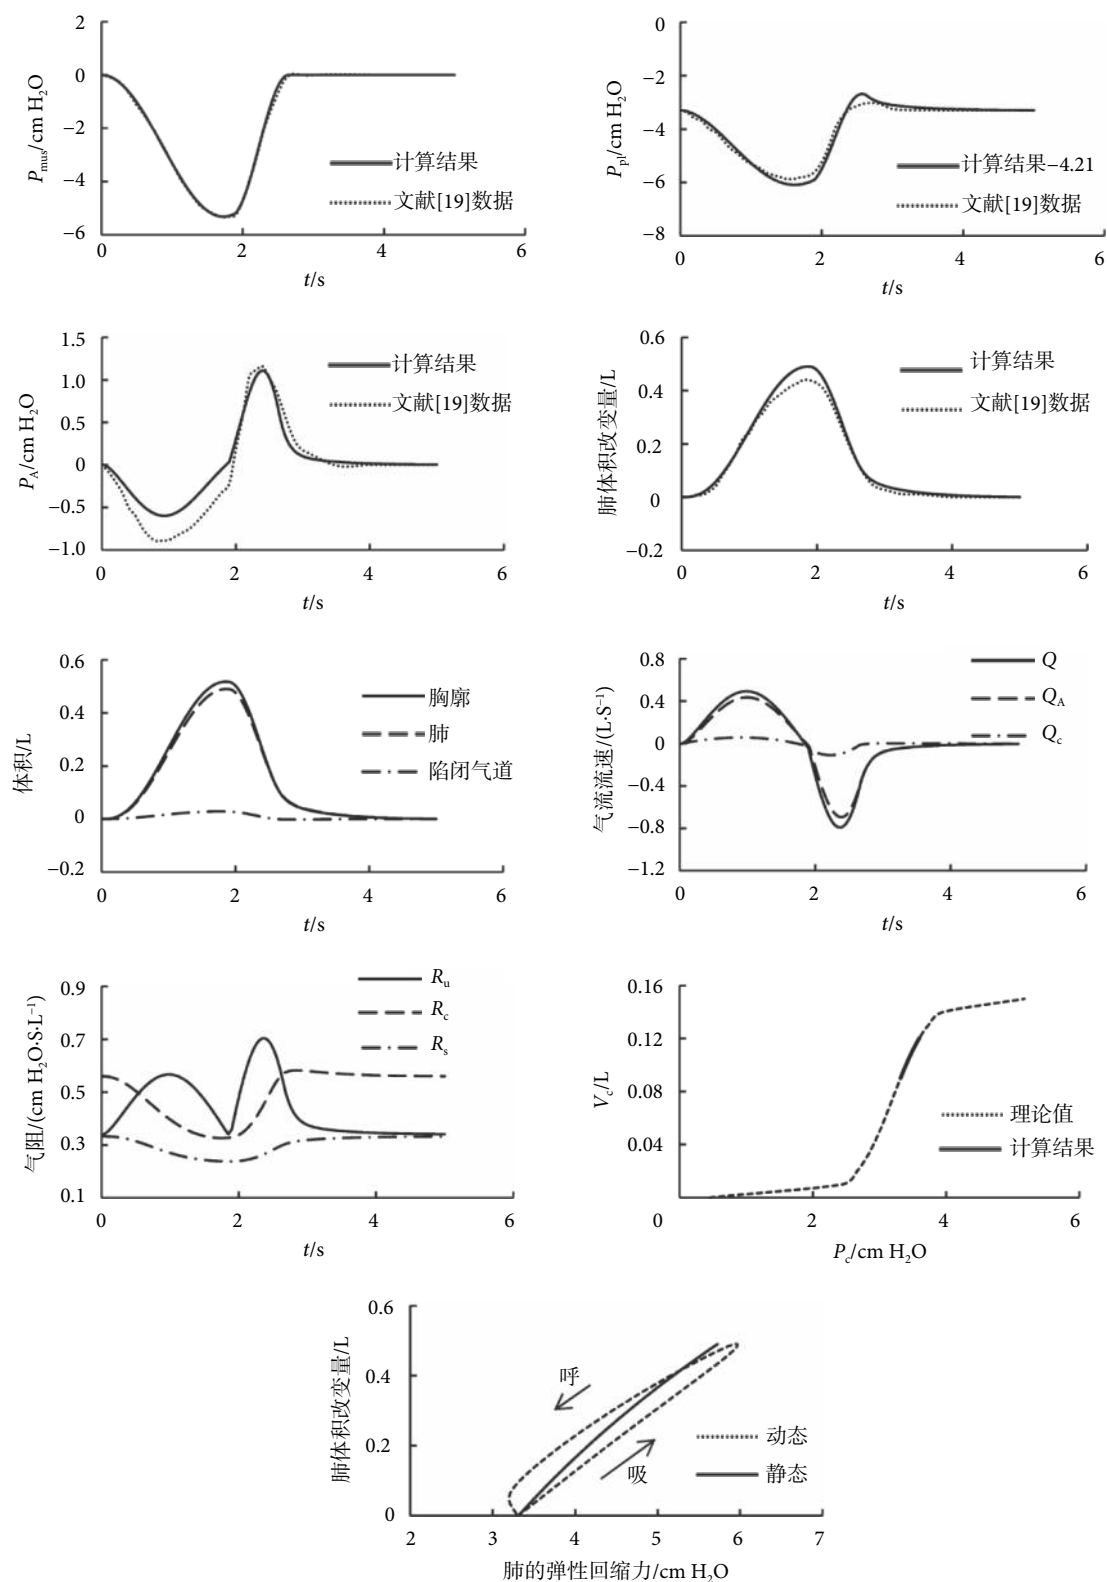 2
0
−2
−4
−6
0 2 4 6
P_mus/cm H₂O
t/s
计算结果
文献[19]数据
0
−2
−4
−6
−8
0 2 4 6
P_pl/cm H₂O
t/s
计算结果−4.21
文献[19]数据
1.5
1.0
0.5
0
−0.5
−1.0
0 2 4 6
P_A/cm H₂O
t/s
计算结果
文献[19]数据
0.6
0.4
0.2
0
−0.2
0 2 4 6
肺体积改变量/L
t/s
计算结果
文献[19]数据
0.6
0.4
0.2
0
−0.2
0 2 4 6
体积/L
t/s
胸廓
肺
陷闭气道
0.8
0.4
0
−0.4
−0.8
−1.2
0 2 4 6
气流流速/(L·S⁻¹)
t/s
Q
Q_A
Q_c
0.9
0.7
0.5
0.3
0.1
0 2 4 6
气阻/(cm H₂O·S·L⁻¹)
t/s
R_u
R_c
R_s
0.16
0.12
0.08
0.04
0 2 4 6
V_c/L
P_c/cm H₂O
理论值
计算结果
0.6
0.4
0.2
0
2 3 4 5 6 7
肺体积改变量/L
肺的弹性回缩力/cm H₂O
呼
吸
动态
静态